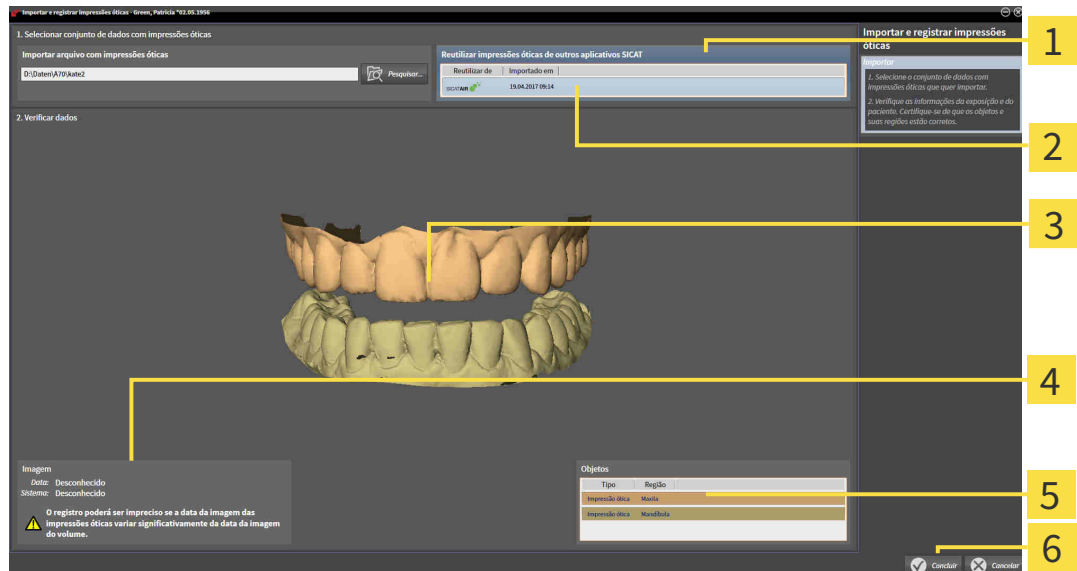 Importar e registrar impressões óticas - Green, Patricia *02.05.1956
1. Selecionar conjunto de dados com impressões óticas
Importar arquivo com impressões óticas
D:\Daten\A70\kate2
Pesquisar...
Reutilizar impressões óticas de outros aplicativos SICAT
Reutilizar de Importado em
SICATAIR 19.04.2017 09:14
2. Verificar dados
Imagem
Data: Desconhecido
Sistema: Desconhecido
O registro poderá ser impreciso se a data da imagem das
impressões óticas variar significativamente da data da imagem
do volume.
Objetos
Tipo Região
Impressão ótica Maxila
Impressão ótica Mandíbula
Importar e registrar impressões
óticas
Importar
1. Selecione o conjunto de dados com
impressões óticas que quer importar.
2. Verifique as informações da exposição e do
paciente. Certifique-se de que os objetos e
suas regiões estão corretos.
Concluir Cancelar
1
2
3
4
5
6